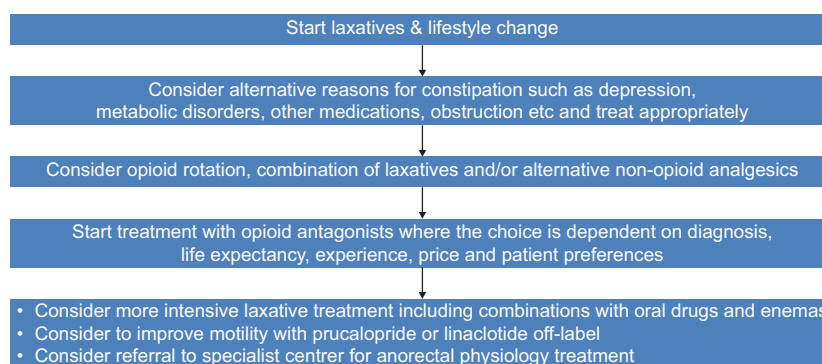 Start laxatives & lifestyle change
Consider alternative reasons for constipation such as depression,
metabolic disorders, other medications, obstruction etc and treat appropriately
Consider opioid rotation, combination of laxatives and/or alternative non-opioid analgesics
Start treatment with opioid antagonists where the choice is dependent on diagnosis,
life expectancy, experience, price and patient preferences
• Consider more intensive laxative treatment including combinations with oral drugs and enemas
• Consider to improve motility with prucalopride or linaclotide off-label
• Consider referral to specialist centrer for anorectal physiology treatment